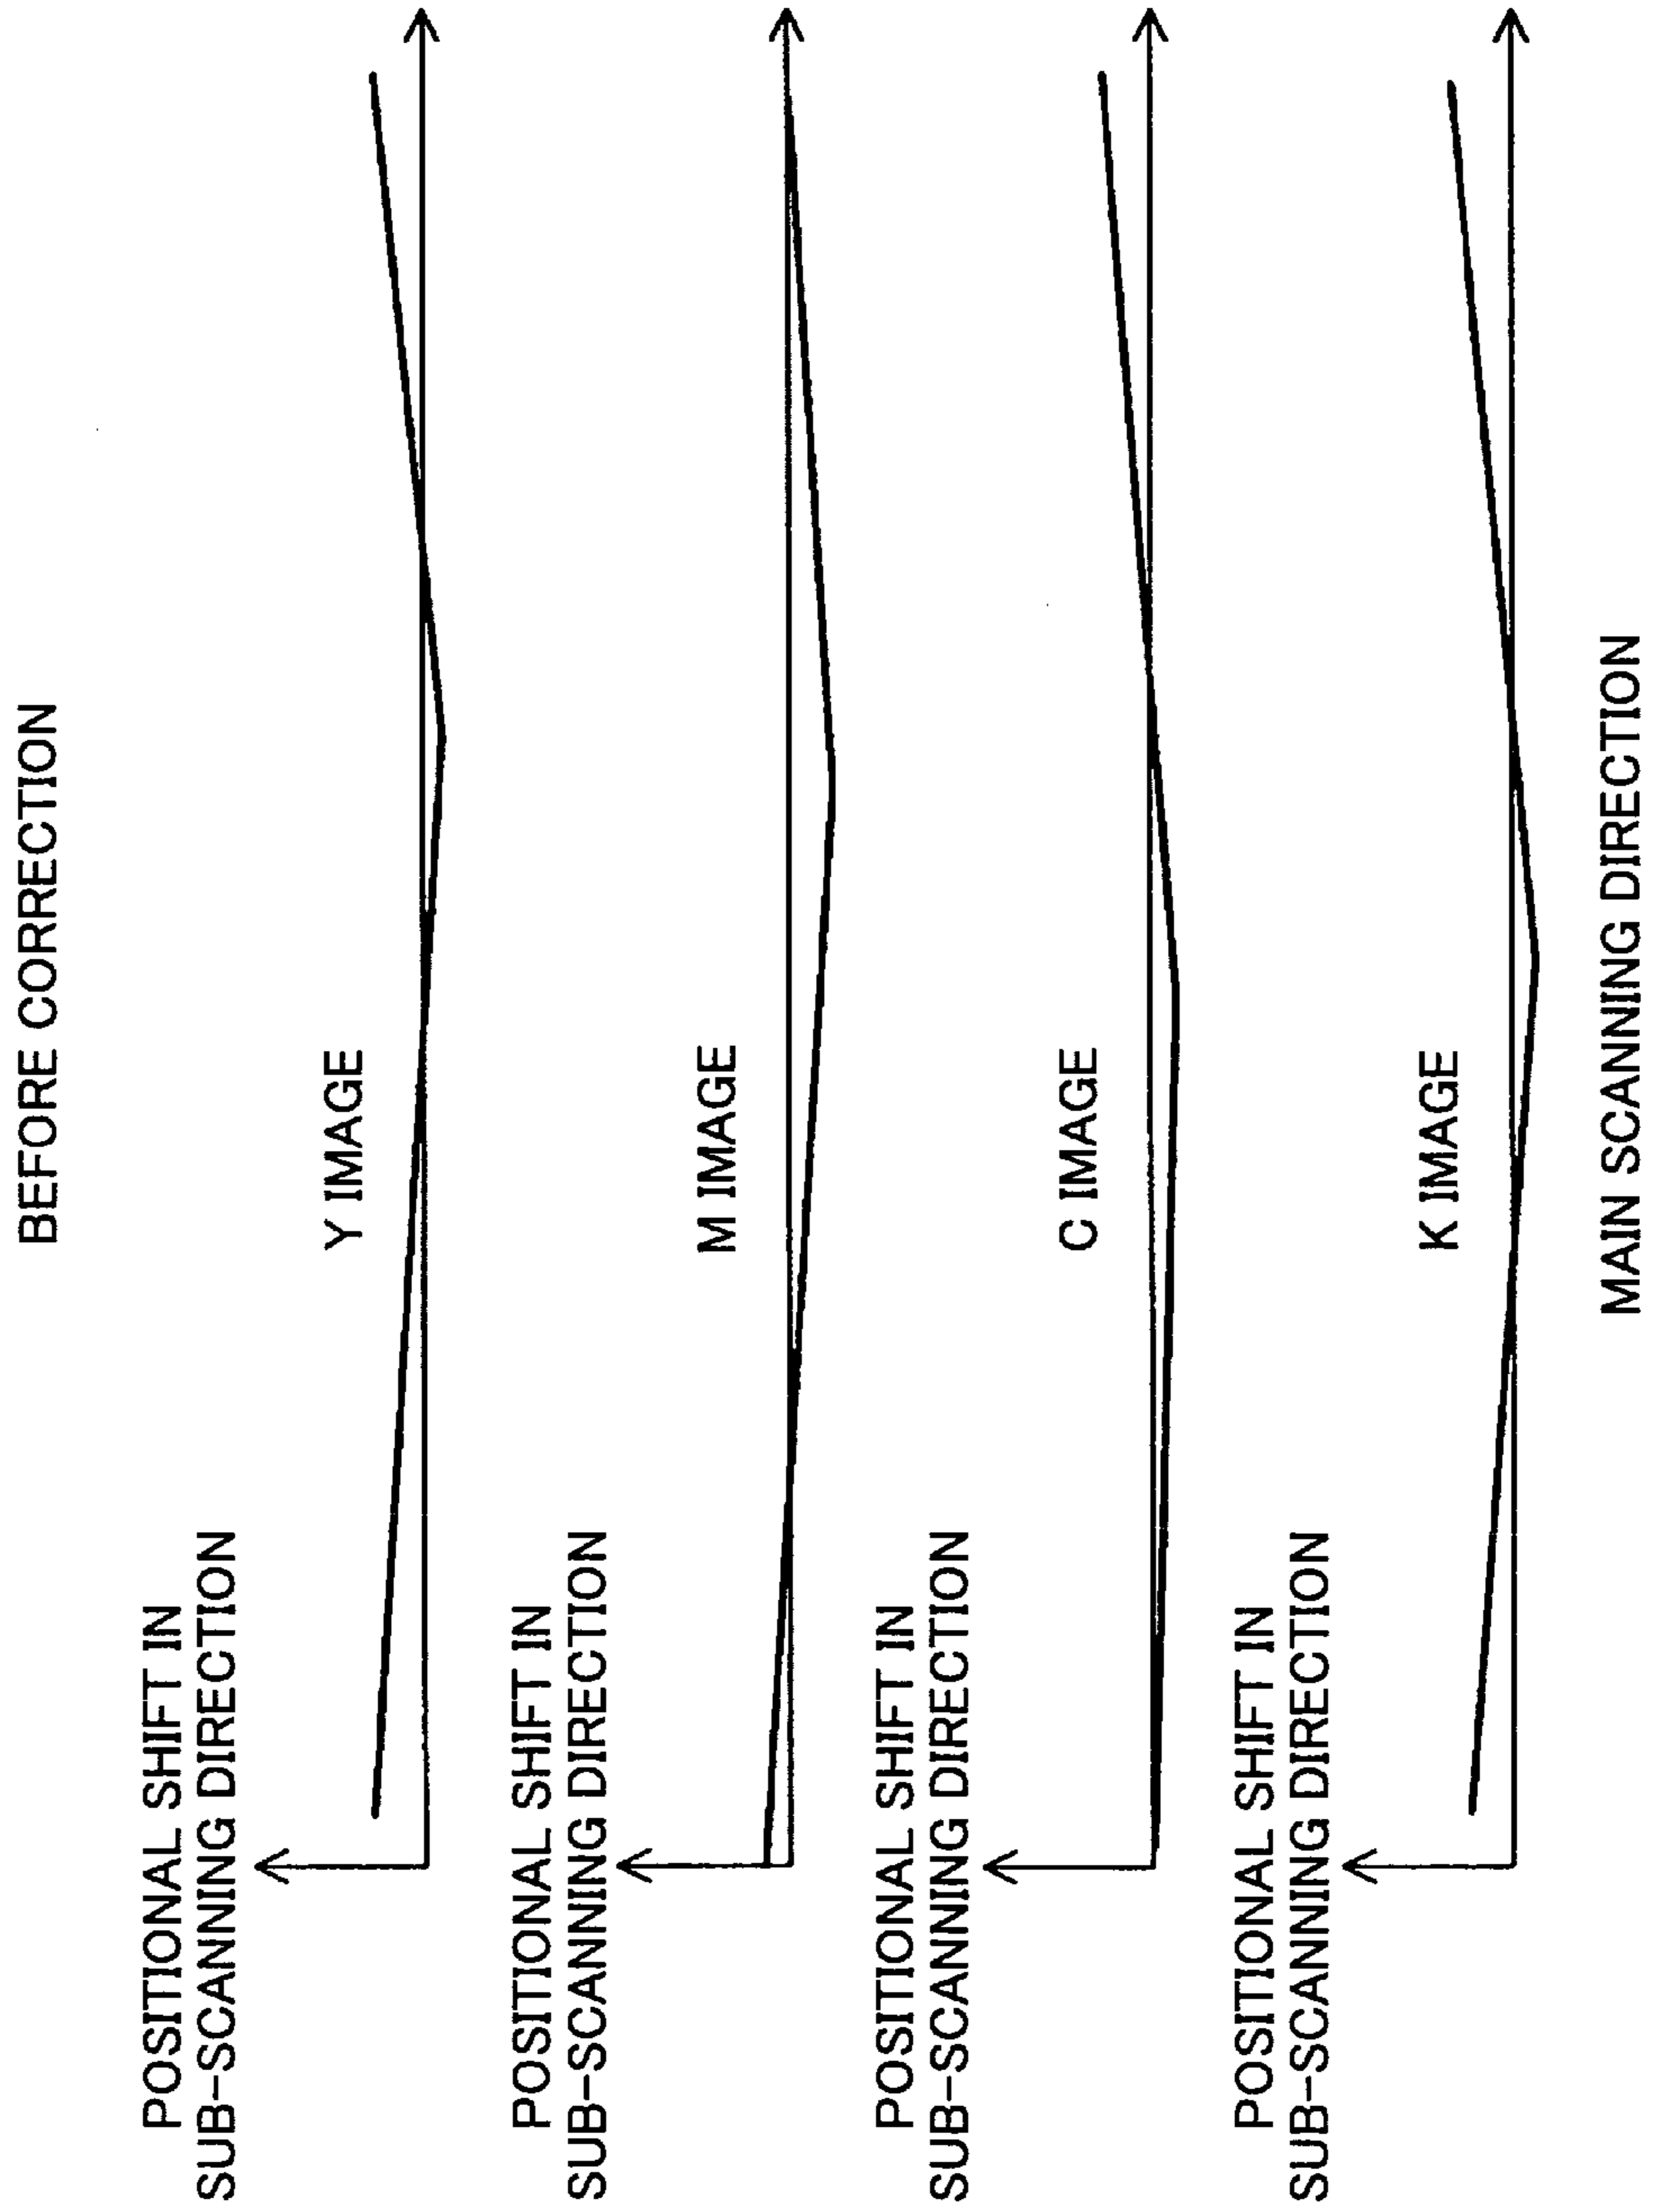 BEFORE CORRECTION
POSITIONAL SHIFT IN
SUB-SCANNING DIRECTION
Y IMAGE
POSITIONAL SHIFT IN
SUB-SCANNING DIRECTION
M IMAGE
POSITIONAL SHIFT IN
SUB-SCANNING DIRECTION
C IMAGE
POSITIONAL SHIFT IN
SUB-SCANNING DIRECTION
K IMAGE
MAIN SCANNING DIRECTION